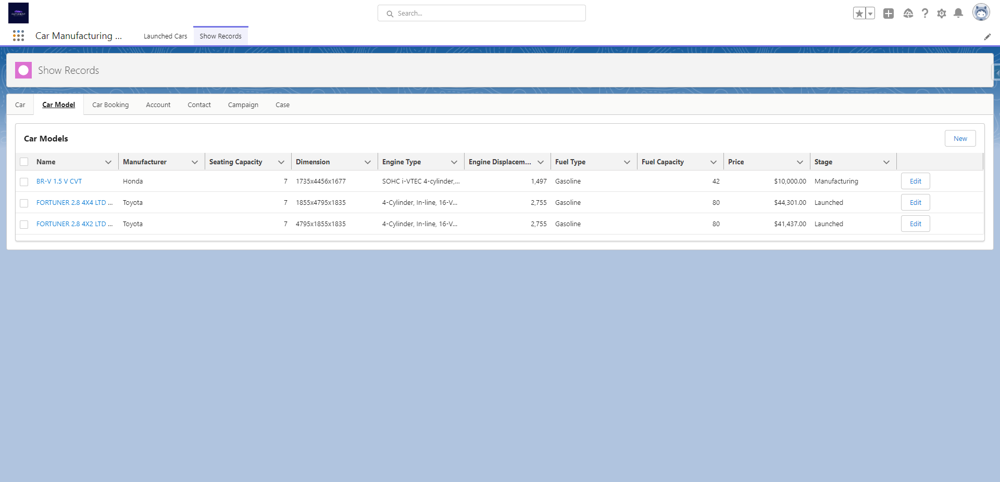 AUTORENT
Search...
Car Manufacturing ...
Launched Cars
Show Records
Show Records
Car
Car Model
Car Booking
Account
Contact
Campaign
Case
Car Models
New
Name Manufacturer Seating Capacity Dimension Engine Type Engine Displacem... Fuel Type Fuel Capacity Price Stage
BR-V 1.5 V CVT Honda 7 1735x4456x1677 SOHC i-VTEC 4-cylinder,... 1,497 Gasoline 42 $10,000.00 Manufacturing Edit
FORTUNER 2.8 4X4 LTD ... Toyota 7 1855x4795x1835 4-Cylinder, In-line, 16-V... 2,755 Gasoline 80 $44,301.00 Launched Edit
FORTUNER 2.8 4X2 LTD ... Toyota 7 4795x1855x1835 4-Cylinder, In-line, 16-V... 2,755 Gasoline 80 $41,437.00 Launched Edit